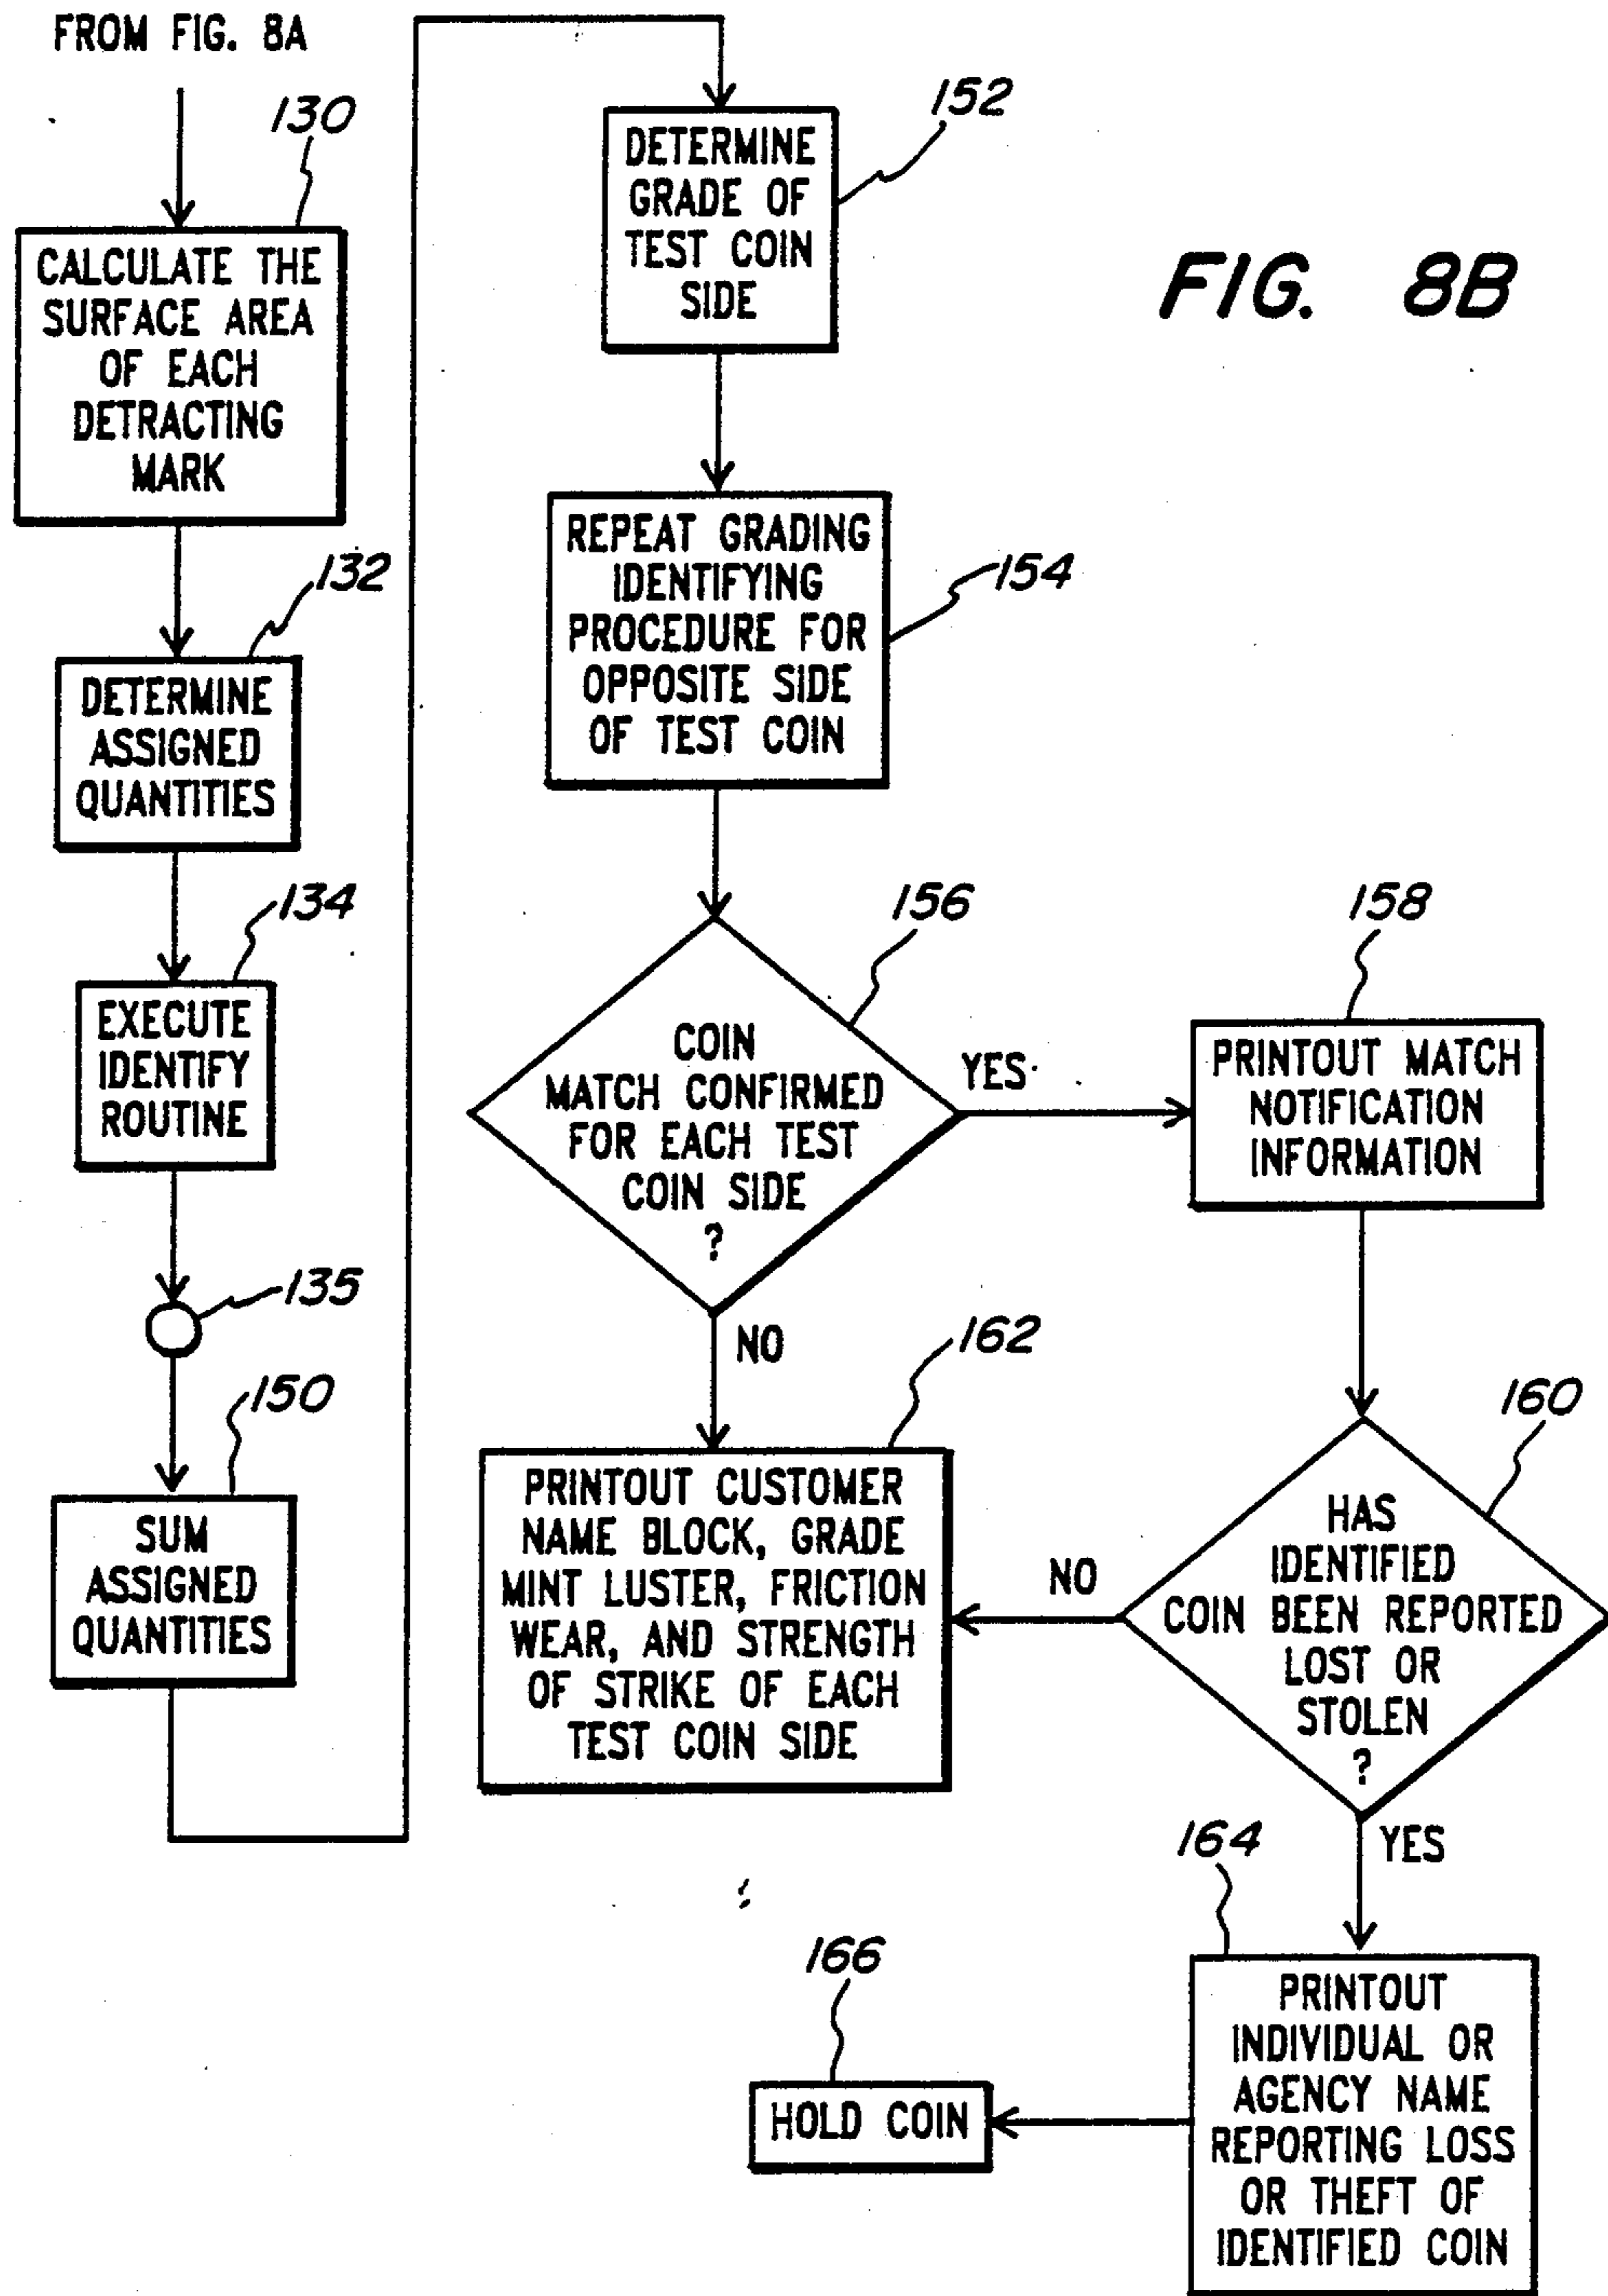 FROM FIG. 8A
130
CALCULATE THE
SURFACE AREA
OF EACH
DETRACTING
MARK
132
DETERMINE
ASSIGNED
QUANTITIES
134
EXECUTE
IDENTIFY
ROUTINE
135
150
SUM
ASSIGNED
QUANTITIES
152
DETERMINE
GRADE OF
TEST COIN
SIDE
FIG. 8B
154
REPEAT GRADING
IDENTIFYING
PROCEDURE FOR
OPPOSITE SIDE
OF TEST COIN
156
COIN
MATCH CONFIRMED
FOR EACH TEST
COIN SIDE
?
YES
NO
158
PRINTOUT MATCH
NOTIFICATION
INFORMATION
160
HAS
IDENTIFIED
COIN BEEN REPORTED
LOST OR
STOLEN
?
NO
YES
162
PRINTOUT CUSTOMER
NAME BLOCK, GRADE
MINT LUSTER, FRICTION
WEAR, AND STRENGTH
OF STRIKE OF EACH
TEST COIN SIDE
164
PRINTOUT
INDIVIDUAL OR
AGENCY NAME
REPORTING LOSS
OR THEFT OF
IDENTIFIED COIN
166
HOLD COIN